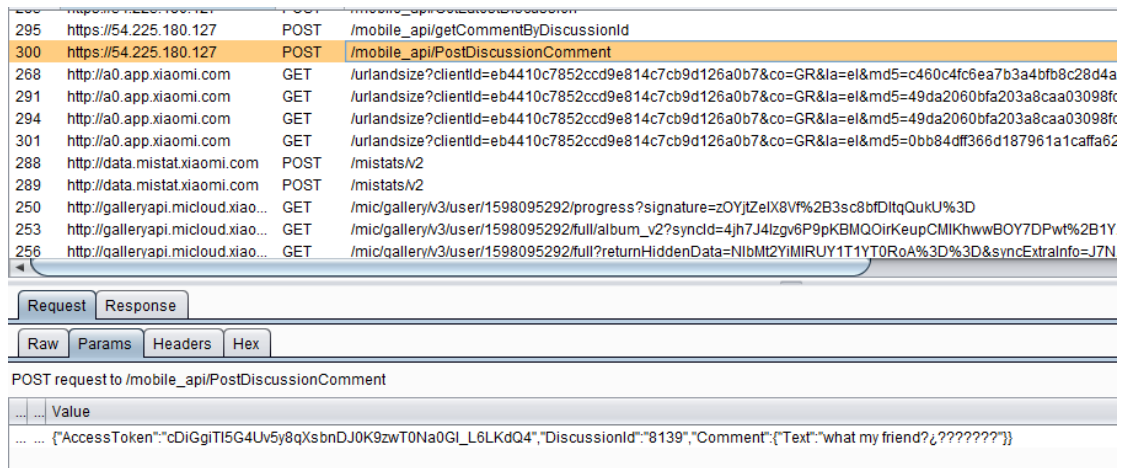 295 https://54.225.180.127 POST /mobile_api/getCommentByDiscussionId
300 https://54.225.180.127 POST /mobile_api/PostDiscussionComment
268 http://a0.app.xiaomi.com GET /urlandsize?clientId=eb4410c7852ccd9e814c7cb9d126a0b7&co=GR&la=el&md5=c460c4fc6ea7b3a4bfb8c28d4a
291 http://a0.app.xiaomi.com GET /urlandsize?clientId=eb4410c7852ccd9e814c7cb9d126a0b7&co=GR&la=el&md5=49da2060bfa203a8caa03098fc
294 http://a0.app.xiaomi.com GET /urlandsize?clientId=eb4410c7852ccd9e814c7cb9d126a0b7&co=GR&la=el&md5=49da2060bfa203a8caa03098fc
301 http://a0.app.xiaomi.com GET /urlandsize?clientId=eb4410c7852ccd9e814c7cb9d126a0b7&co=GR&la=el&md5=0bb84dff366d187961a1caffa62
288 http://data.mistat.xiaomi.com POST /mistats/v2
289 http://data.mistat.xiaomi.com POST /mistats/v2
250 http://galleryapi.micloud.xiao... GET /mic/gallery/v3/user/1598095292/progress?signature=zOYjtZelX8Vf%2B3sc8bfDltqQukU%3D
253 http://galleryapi.micloud.xiao... GET /mic/gallery/v3/user/1598095292/full/album_v2?syncId=4jh7J4lzgv6P9pKBMQOirKeupCMlKhwwBOY7DPwt%2B1Y
256 http://galleryapi.micloud.xiao... GET /mic/gallery/v3/user/1598095292/full?returnHiddenData=NlbMt2YiMlRUY1T1YT0RoA%3D%3D&syncExtraInfo=J7N
Request Response
Raw Params Headers Hex
POST request to /mobile_api/PostDiscussionComment
... ... Value
... ... {"AccessToken":"cDiGgiTI5G4Uv5y8qXsbnDJ0K9zwT0Na0Gl_L6LKdQ4","DiscussionId":"8139","Comment":{"Text":"what my friend?¿???????"}}